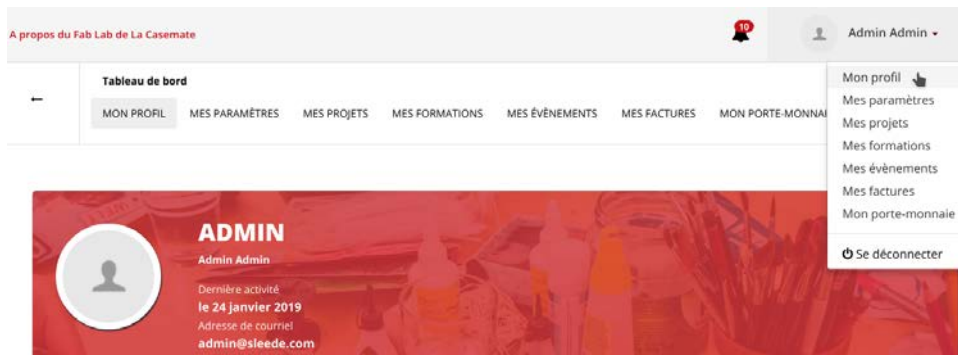 A propos du Fab Lab de La Casemate
10
Admin Admin
Tableau de bord
MON PROFIL MES PARAMÈTRES MES PROJETS MES FORMATIONS MES ÉVÈNEMENTS MES FACTURES MON PORTE-MONNAI
Mon profil
Mes paramètres
Mes projets
Mes formations
Mes évènements
Mes factures
Mon porte-monnaie
Se déconnecter
ADMIN
Admin Admin
Dernière activité
le 24 janvier 2019
Adresse de courriel
admin@sleede.com